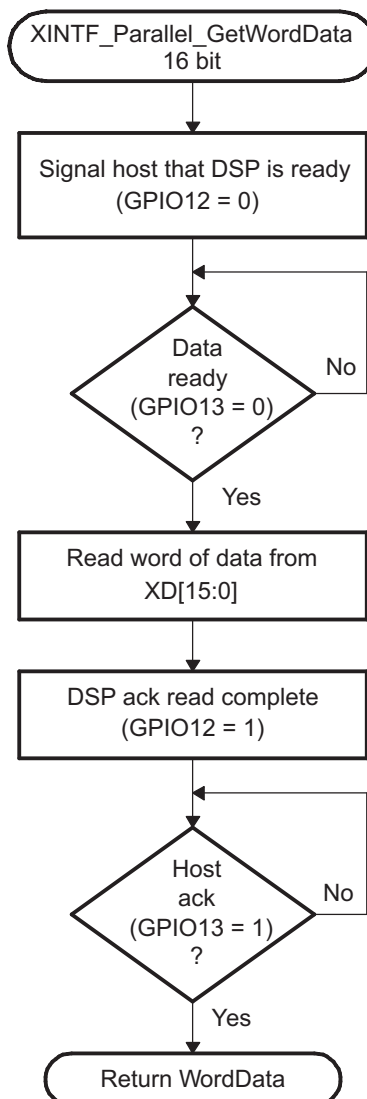 XINTF_Parallel_GetWordData
16 bit
Signal host that DSP is ready
(GPIO12 = 0)
Data
ready
(GPIO13 = 0)
?
No
Yes
Read word of data from
XD[15:0]
DSP ack read complete
(GPIO12 = 1)
Host
ack
(GPIO13 = 1)
?
No
Yes
Return WordData